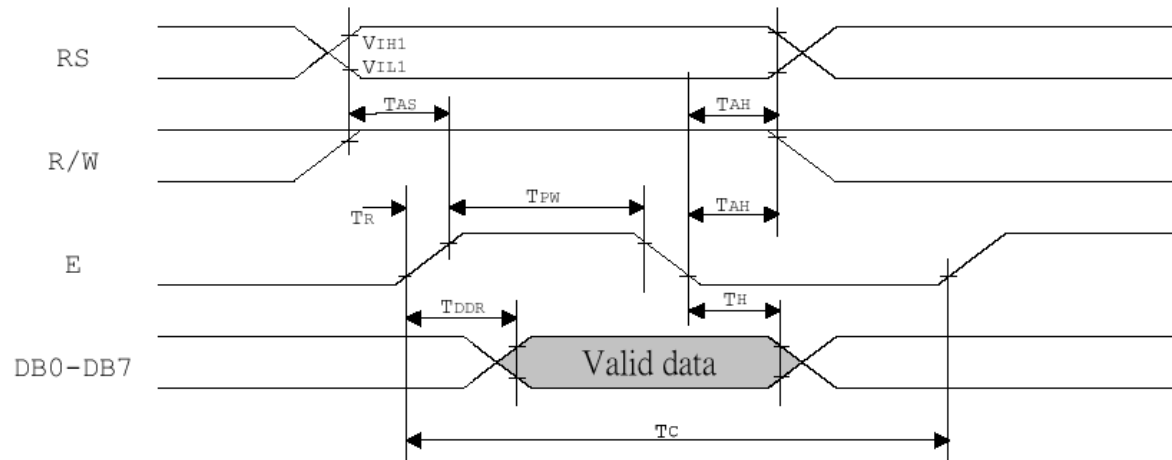 RS
VIH1
VIL1
TAS
TAH
R/W
TPW
TR
TAH
E
TDDR
TH
DB0-DB7
Valid data
TC